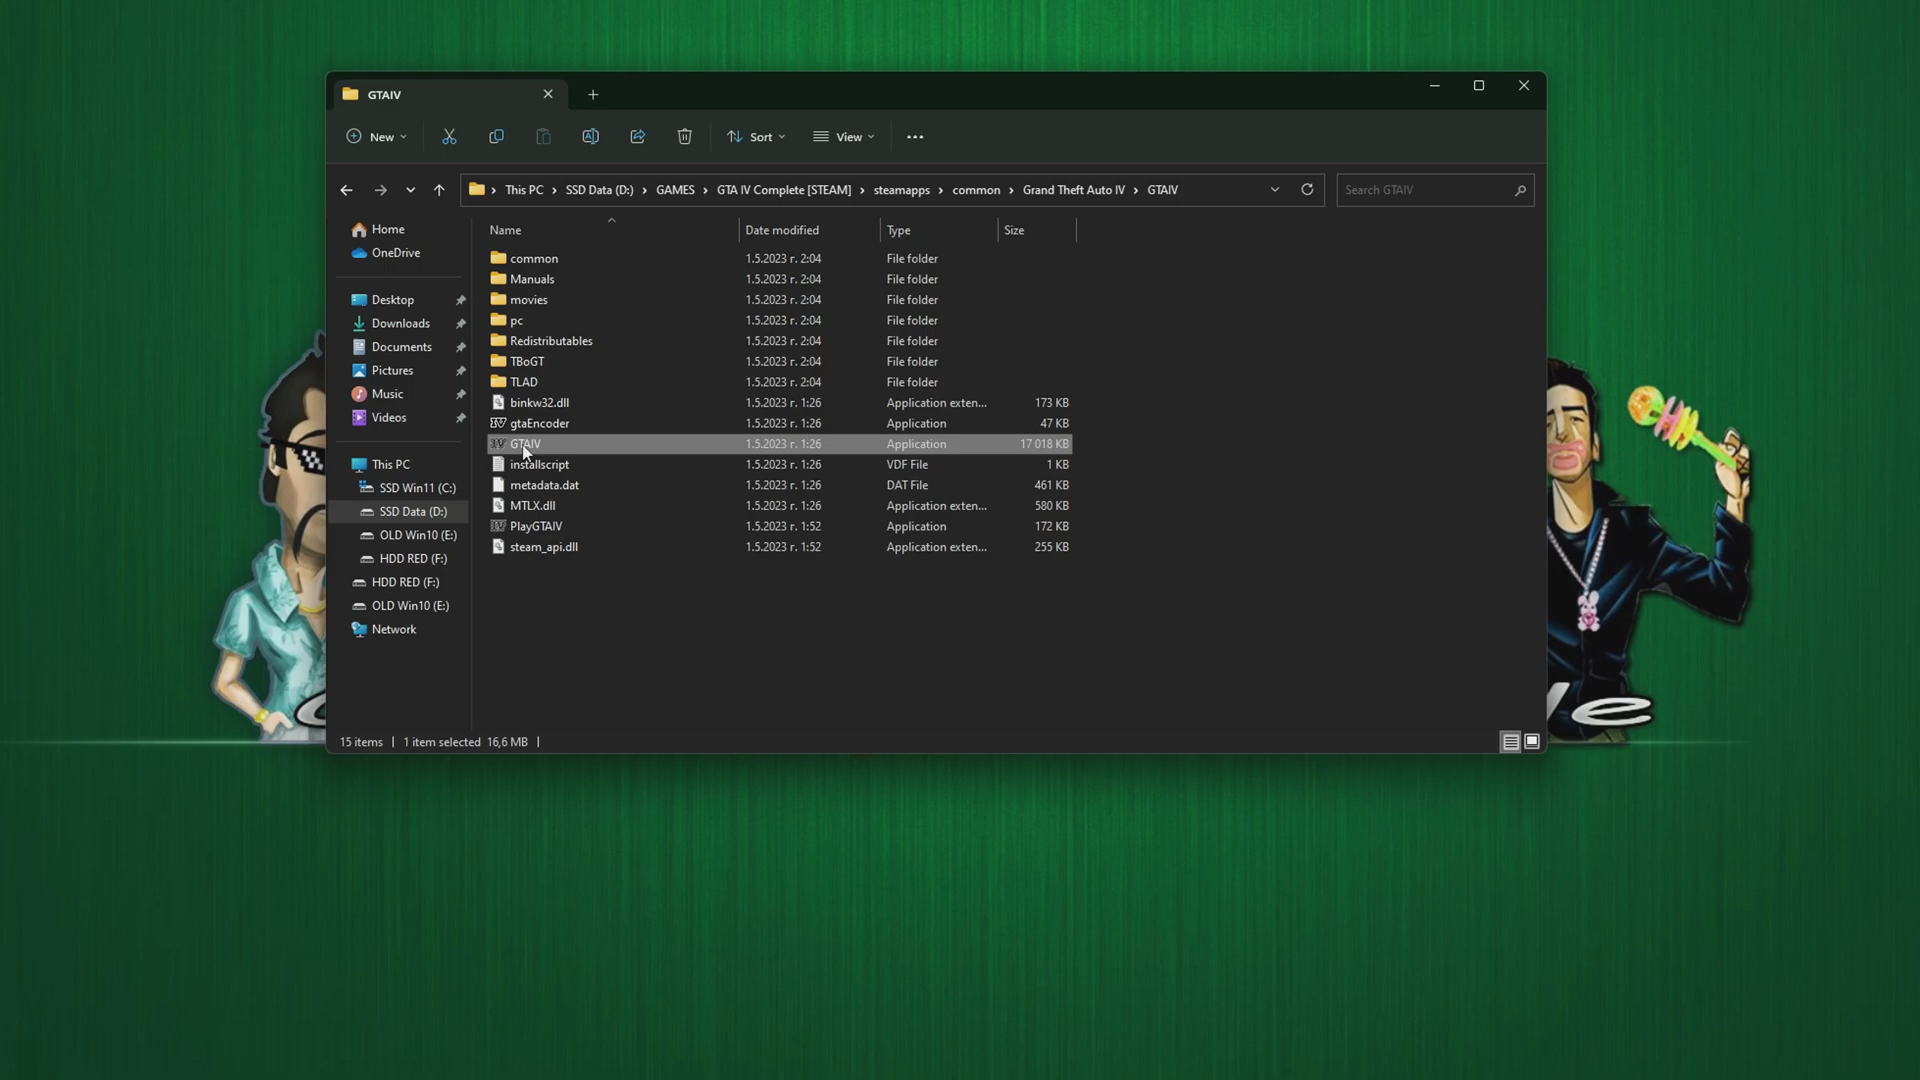 GTAIV
New Sort View
This PC SSD Data (D:) GAMES GTA IV Complete [STEAM] steamapps common Grand Theft Auto IV GTAIV
Search GTAIV
Home
OneDrive
Desktop
Downloads
Documents
Pictures
Music
Videos
This PC
SSD Win11 (C:)
SSD Data (D:)
OLD Win10 (E:)
HDD RED (F:)
HDD RED (F:)
OLD Win10 (E:)
Network
Name Date modified Type Size
common 1.5.2023 г. 2:04 File folder
Manuals 1.5.2023 г. 2:04 File folder
movies 1.5.2023 г. 2:04 File folder
pc 1.5.2023 г. 2:04 File folder
Redistributables 1.5.2023 г. 2:04 File folder
TBoGT 1.5.2023 г. 2:04 File folder
TLAD 1.5.2023 г. 2:04 File folder
binkw32.dll 1.5.2023 г. 1:26 Application exten... 173 KB
gtaEncoder 1.5.2023 г. 1:26 Application 47 KB
GTAIV 1.5.2023 г. 1:26 Application 17 018 KB
installscript 1.5.2023 г. 1:26 VDF File 1 KB
metadata.dat 1.5.2023 г. 1:26 DAT File 461 KB
MTLX.dll 1.5.2023 г. 1:26 Application exten... 580 KB
PlayGTAIV 1.5.2023 г. 1:52 Application 172 KB
steam_api.dll 1.5.2023 г. 1:52 Application exten... 255 KB
15 items 1 item selected 16,6 MB